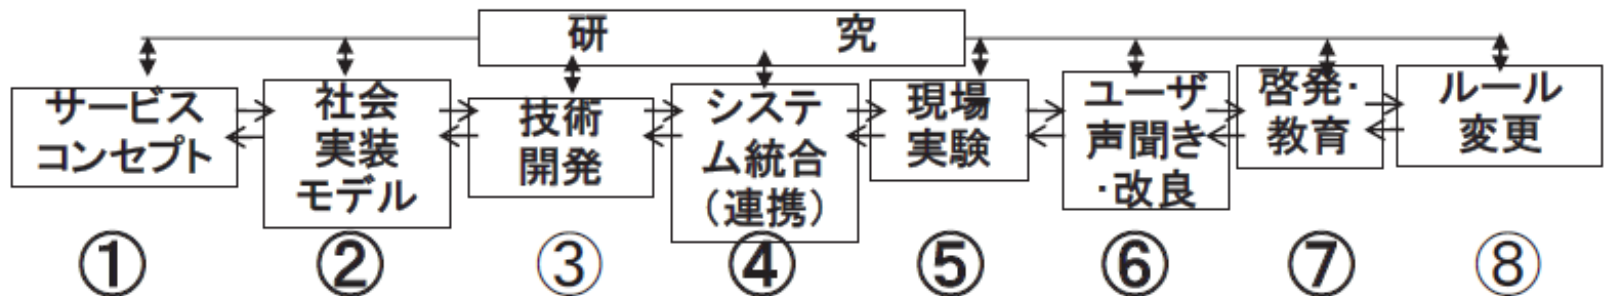 研 究
サービス
コンセプト
社会
実装
モデル
技術
開発
システ
ム統合
（連携）
現場
実験
ユーザ
声聞き
・改良
啓発・
教育
ルール
変更
① ② ③ ④ ⑤ ⑥ ⑦ ⑧